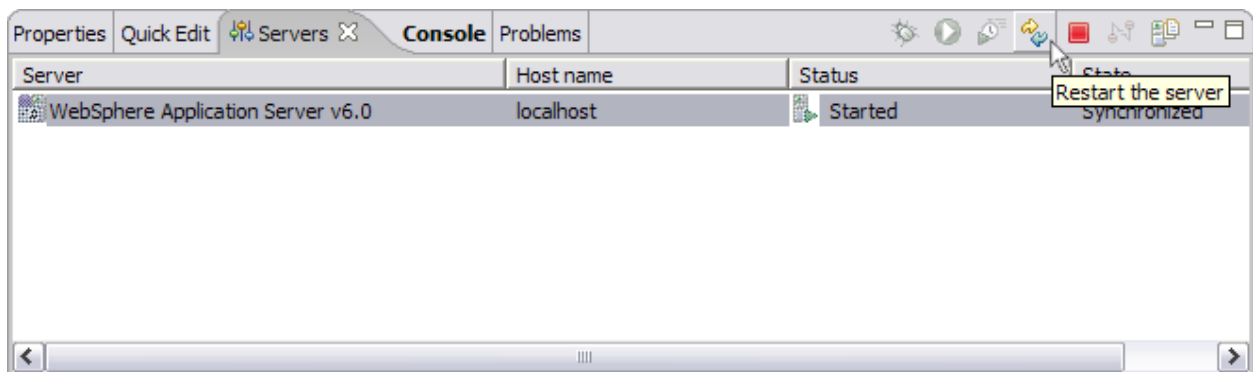 Properties Quick Edit Servers Console Problems
Server Host name Status State
Restart the server
WebSphere Application Server v6.0 localhost Started Synchronized